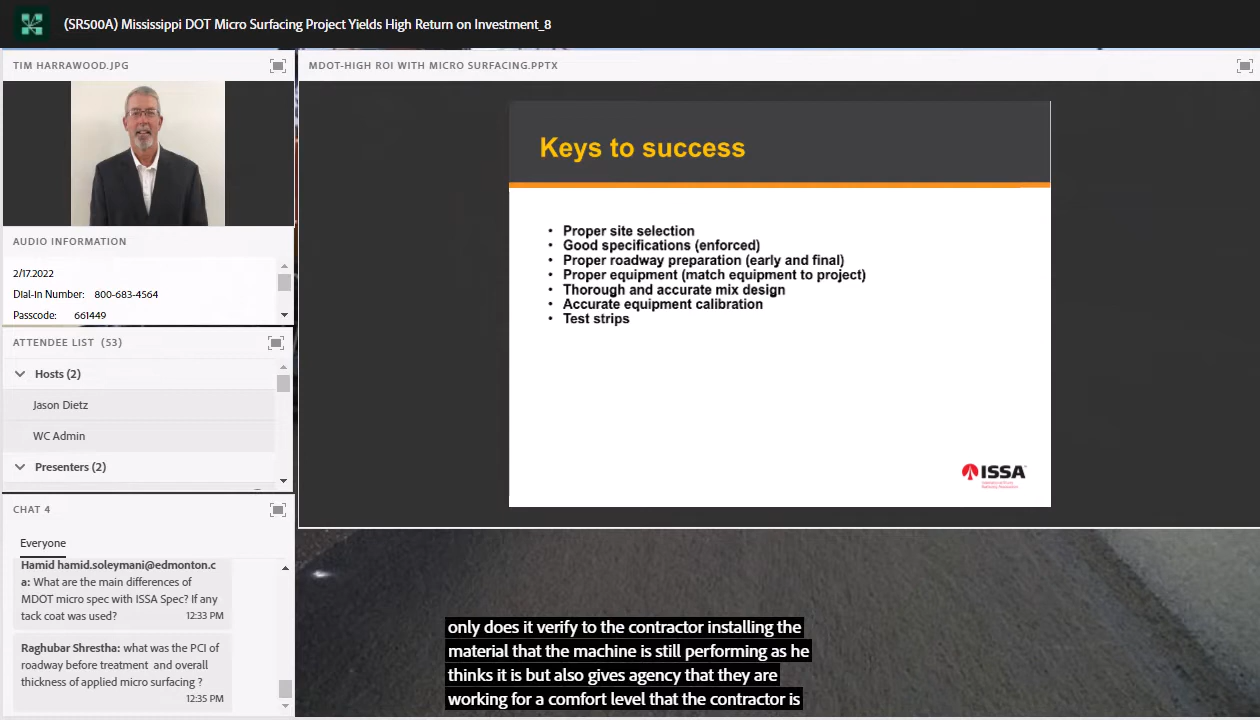 (SR500A) Mississippi DOT Micro Surfacing Project Yields High Return on Investment_8
TIM HARRAWOOD.JPG
AUDIO INFORMATION
2/17.2022
Dial-In Number: 800-683-4564
Passcode: 661449
ATTENDEE LIST (53)
Hosts (2)
Jason Dietz
WC Admin
Presenters (2)
CHAT 4
Everyone
Hamid hamid.soleymani@edmonton.c
a: What are the main differences of
MDOT micro spec with ISSA Spec? If any
tack coat was used?
12:33 PM
Raghubar Shrestha: what was the PCI of
roadway before treatment and overall
thickness of applied micro surfacing ?
12:35 PM
MDOT-HIGH ROI WITH MICRO SURFACING.PPTX
Keys to success
• Proper site selection
• Good specifications (enforced)
• Proper roadway preparation (early and final)
• Proper equipment (match equipment to project)
• Thorough and accurate mix design
• Accurate equipment calibration
• Test strips
ISSA
only does it verify to the contractor installing the
material that the machine is still performing as he
thinks it is but also gives agency that they are
working for a comfort level that the contractor is